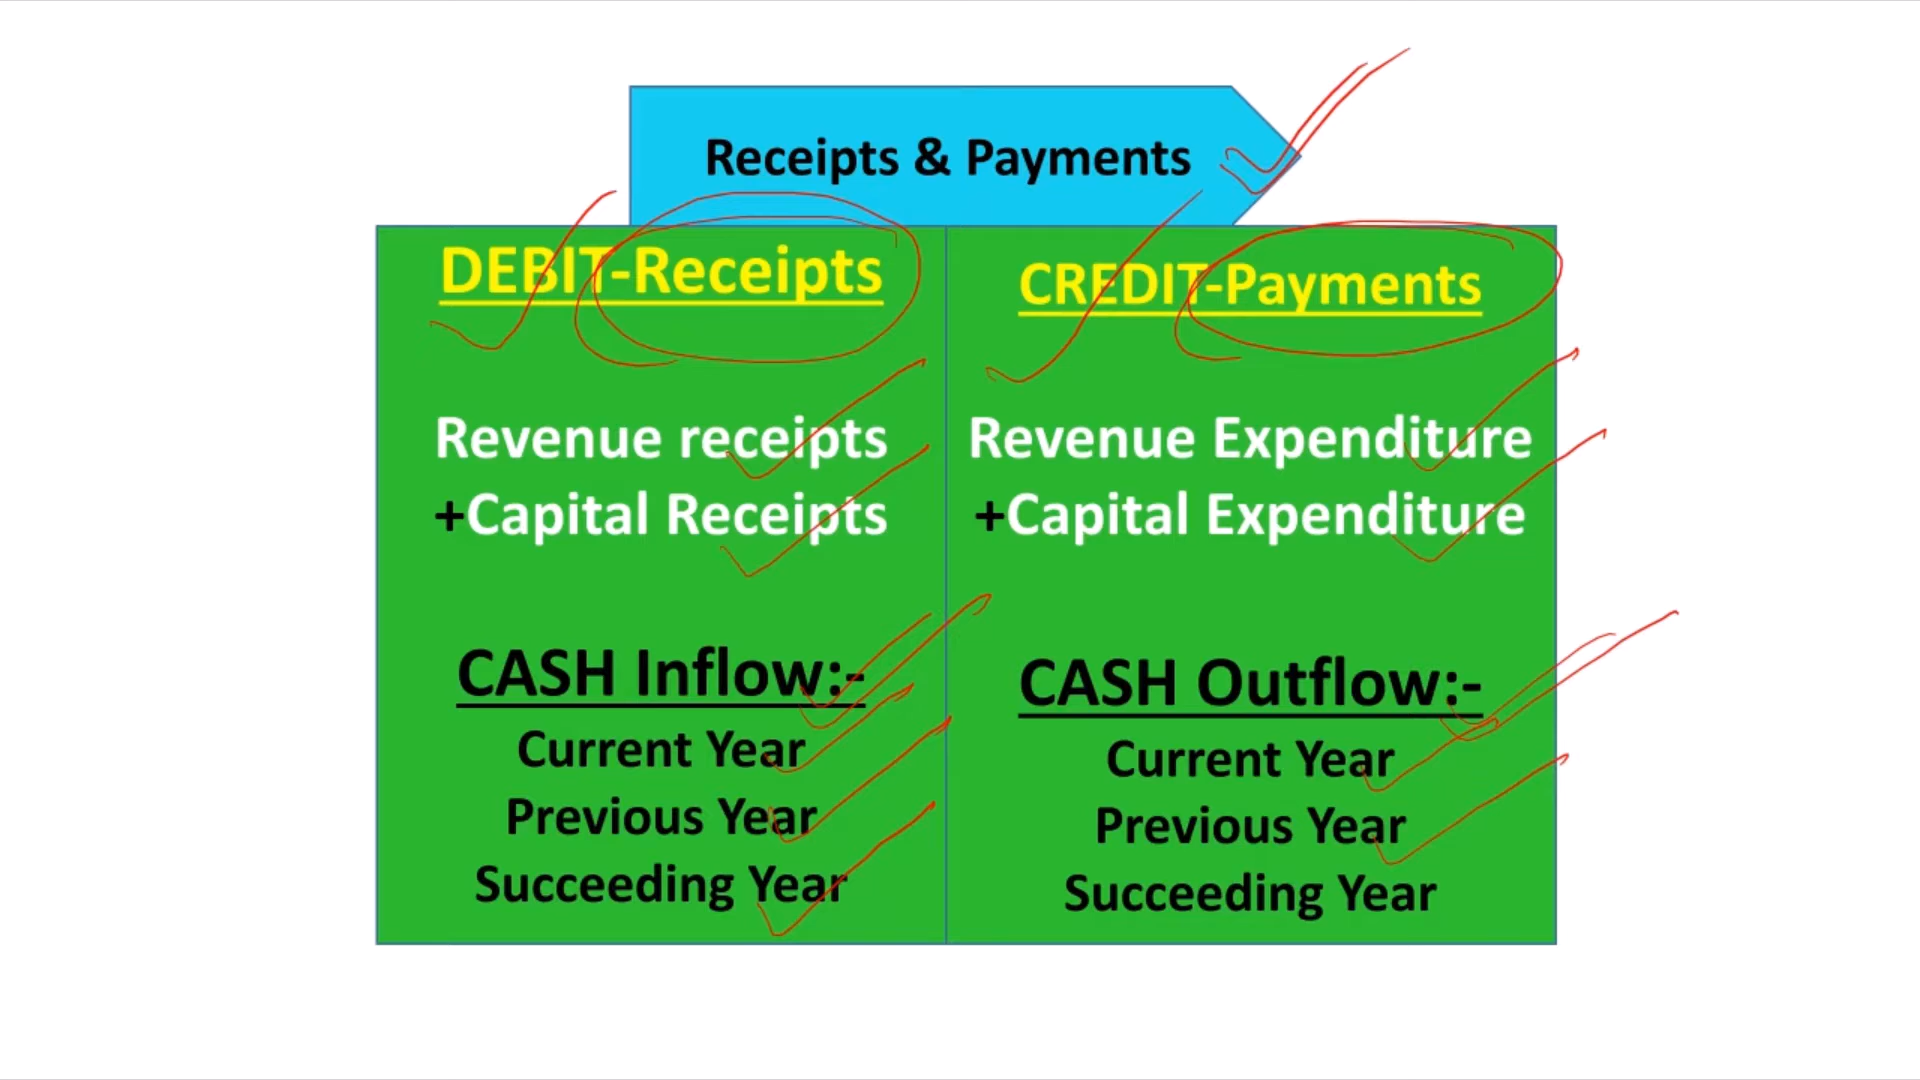 Receipts & Payments
DEBIT-Receipts
Revenue receipts
+Capital Receipts
CASH Inflow:-
Current Year
Previous Year
Succeeding Year
CREDIT-Payments
Revenue Expenditure
+Capital Expenditure
CASH Outflow:-
Current Year
Previous Year
Succeeding Year